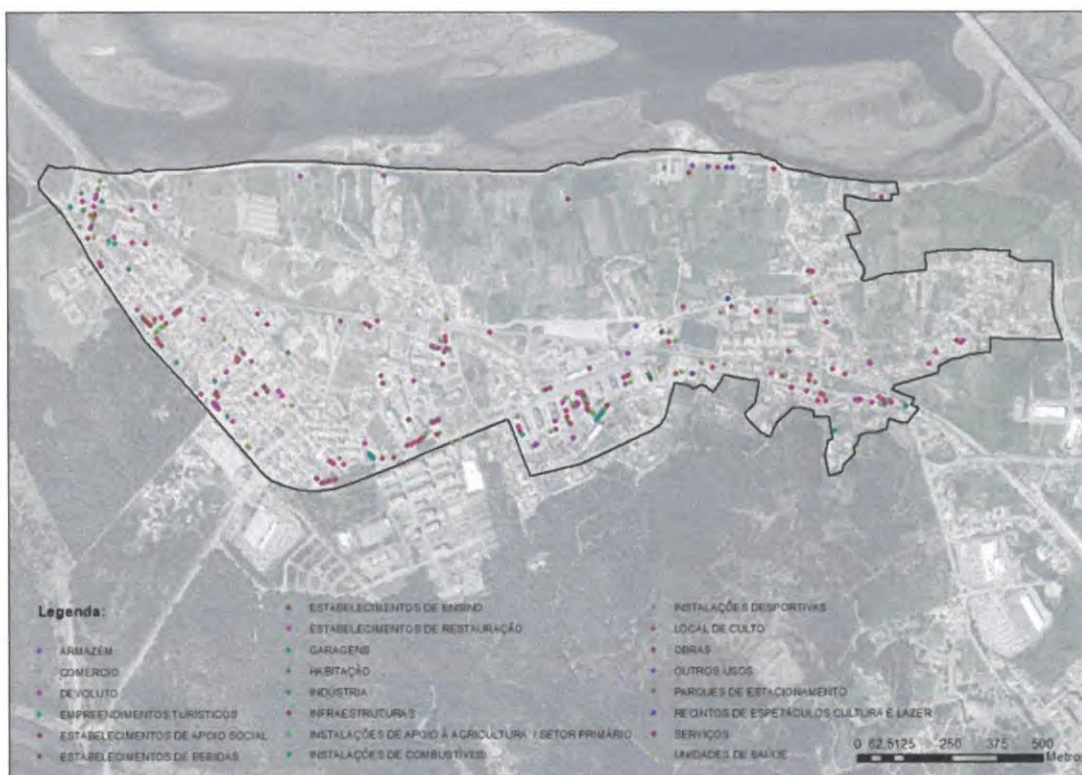 Legenda:
ARMAZÉM
COMÉRCIO
DEVOLUTO
EMPREENDIMENTOS TURÍSTICOS
ESTABELECIMENTOS DE APOIO SOCIAL
ESTABELECIMENTOS DE BEBIDAS
ESTABELECIMENTOS DE ENSINO
ESTABELECIMENTOS DE RESTAURAÇÃO
GARAGENS
HABITAÇÃO
INDÚSTRIA
INFRAESTRUTURAS
INSTALAÇÕES DE APOIO À AGRICULTURA / SETOR PRIMÁRIO
INSTALAÇÕES DE COMBUSTÍVEIS
INSTALAÇÕES DESPORTIVAS
LOCAL DE CULTO
OBRAS
OUTROS USOS
PARQUES DE ESTACIONAMENTO
RECINTOS DE ESPETÁCULOS CULTURA E LAZER
SERVIÇOS
UNIDADES DE SAÚDE
0 62,5125 250 375 500
Metros